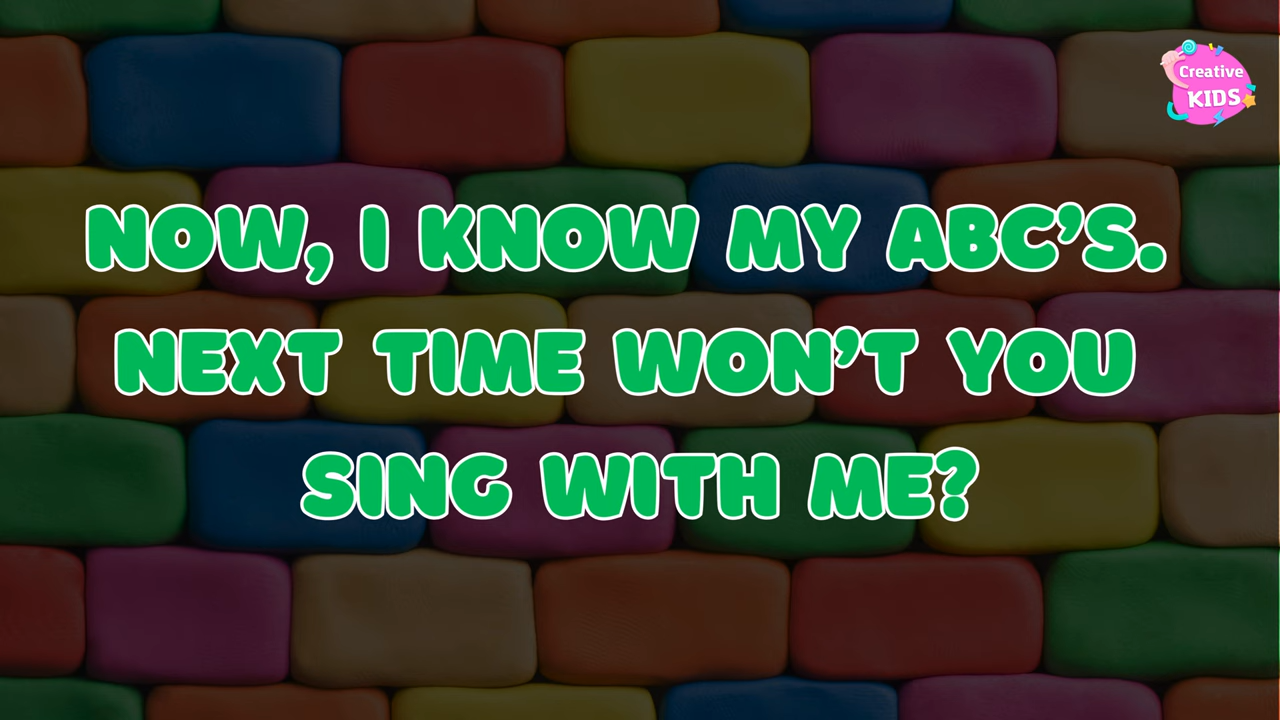 Creative
KIDS
NOW, I KNOW MY ABC’S.
NEXT TIME WON’T YOU
SING WITH ME?